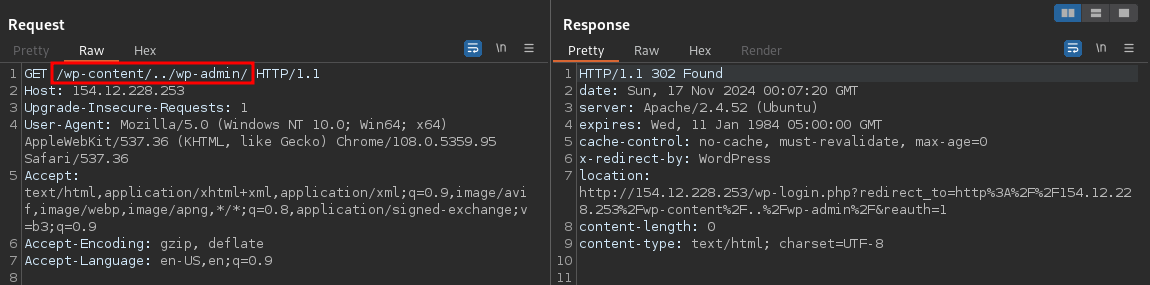 Request
Pretty Raw Hex
\n
1 GET /wp-content/../wp-admin/ HTTP/1.1
2 Host: 154.12.228.253
3 Upgrade-Insecure-Requests: 1
4 User-Agent: Mozilla/5.0 (Windows NT 10.0; Win64; x64)
AppleWebKit/537.36 (KHTML, like Gecko) Chrome/108.0.5359.95
Safari/537.36
5 Accept:
text/html,application/xhtml+xml,application/xml;q=0.9,image/avi
f,image/webp,image/apng,*/*;q=0.8,application/signed-exchange;v
=b3;q=0.9
6 Accept-Encoding: gzip, deflate
7 Accept-Language: en-US,en;q=0.9
8
Response
Pretty Raw Hex Render
\n
1 HTTP/1.1 302 Found
2 date: Sun, 17 Nov 2024 00:07:20 GMT
3 server: Apache/2.4.52 (Ubuntu)
4 expires: Wed, 11 Jan 1984 05:00:00 GMT
5 cache-control: no-cache, must-revalidate, max-age=0
6 x-redirect-by: WordPress
7 location:
http://154.12.228.253/wp-login.php?redirect_to=http%3A%2F%2F154.12.22
8.253%2Fwp-content%2F..%2Fwp-admin%2F&reauth=1
8 content-length: 0
9 content-type: text/html; charset=UTF-8
10
11